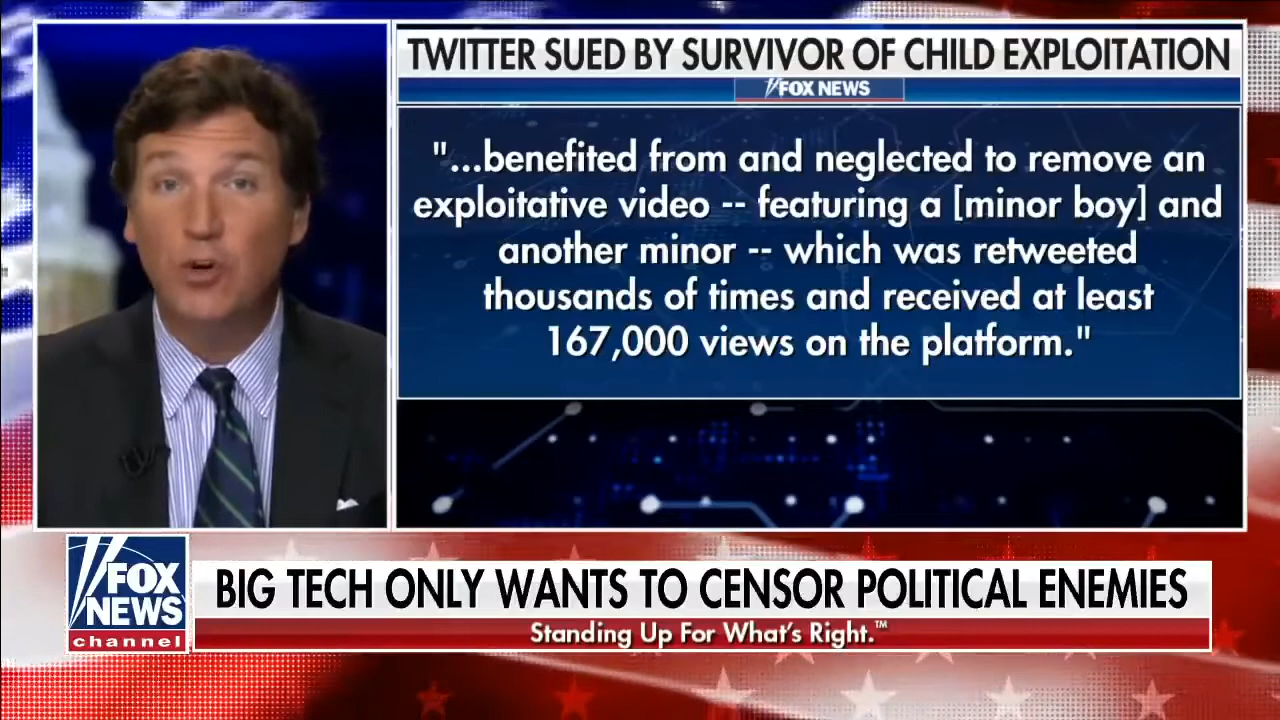 TWITTER SUED BY SURVIVOR OF CHILD EXPLOITATION
FOX NEWS
"...benefited from and neglected to remove an
exploitative video -- featuring a [minor boy] and
another minor -- which was retweeted
thousands of times and received at least
167,000 views on the platform."
FOX
NEWS
channel
BIG TECH ONLY WANTS TO CENSOR POLITICAL ENEMIES
Standing Up For What's Right.™